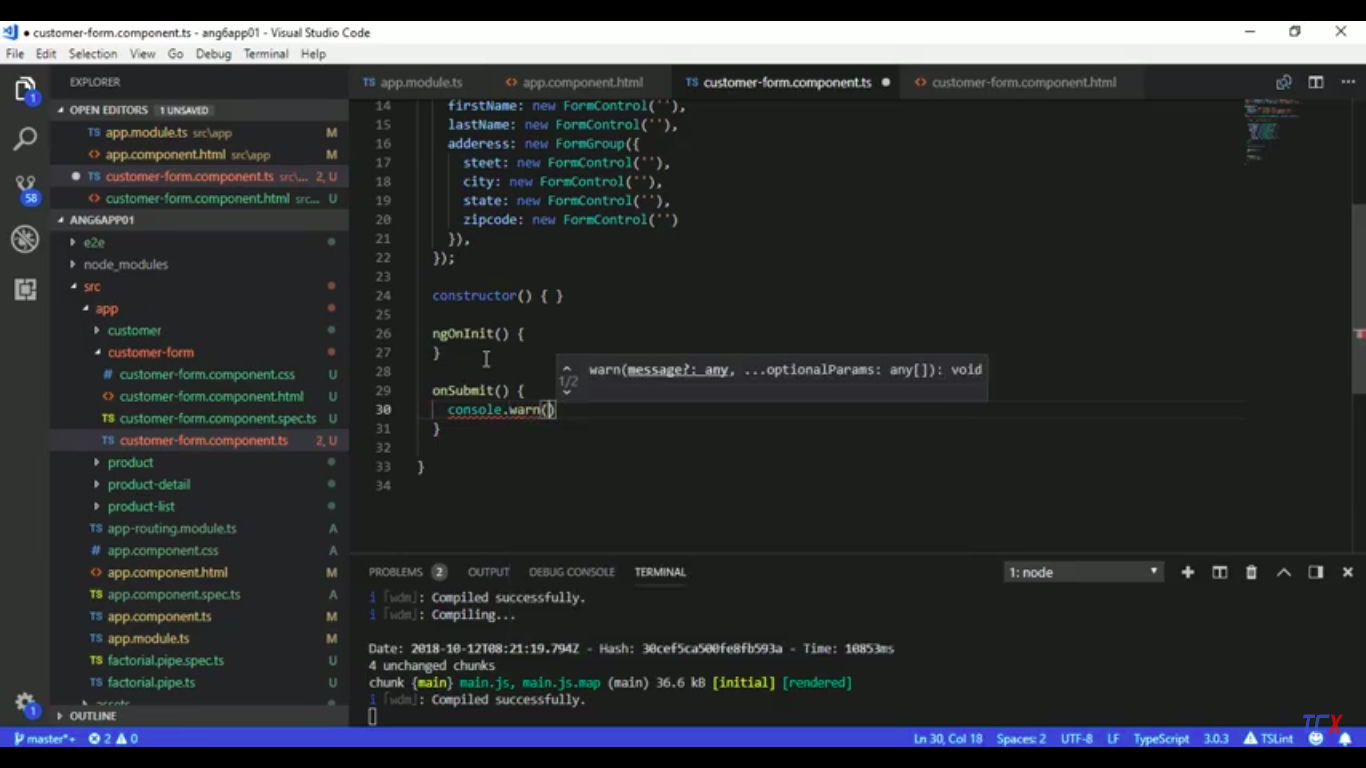 ● customer-form.component.ts - ang6app01 - Visual Studio Code
File Edit Selection View Go Debug Terminal Help
EXPLORER
OPEN EDITORS 1 UNSAVED
TS app.module.ts src\app M
<> app.component.html src\app M
● TS customer-form.component.ts src\... 2, U
<> customer-form.component.html src... U
ANG6APP01
e2e
node_modules
src
app
customer
customer-form
# customer-form.component.css U
<> customer-form.component.html U
TS customer-form.component.spec.ts U
TS customer-form.component.ts 2, U
product
product-detail
product-list
TS app-routing.module.ts A
# app.component.css A
<> app.component.html M
TS app.component.spec.ts A
TS app.component.ts M
TS app.module.ts M
TS factorial.pipe.spec.ts U
TS factorial.pipe.ts U
assets
OUTLINE
1
58
1
TS app.module.ts <> app.component.html TS customer-form.component.ts ● <> customer-form.component.html
14 firstName: new FormControl(''),
15 lastName: new FormControl(''),
16 adderess: new FormGroup({
17 steet: new FormControl(''),
18 city: new FormControl(''),
19 state: new FormControl(''),
20 zipcode: new FormControl('')
21 }),
22 });
23
24 constructor() { }
25
26 ngOnInit() {
27 }
28
29 onSubmit() {
30 console.warn()
31 }
32
33 }
34
1/2 warn(message?: any, ...optionalParams: any[]): void
PROBLEMS 2 OUTPUT DEBUG CONSOLE TERMINAL 1: node
i ｢wdm｣: Compiled successfully.
i ｢wdm｣: Compiling...
Date: 2018-10-12T08:21:19.794Z - Hash: 30cef5ca500fe8fb593a - Time: 10853ms
4 unchanged chunks
chunk {main} main.js, main.js.map (main) 36.6 kB [initial] [rendered]
i ｢wdm｣: Compiled successfully.
TCX
master*+ 2 0 Ln 30, Col 18 Spaces: 2 UTF-8 LF TypeScript 3.0.3 TSLint